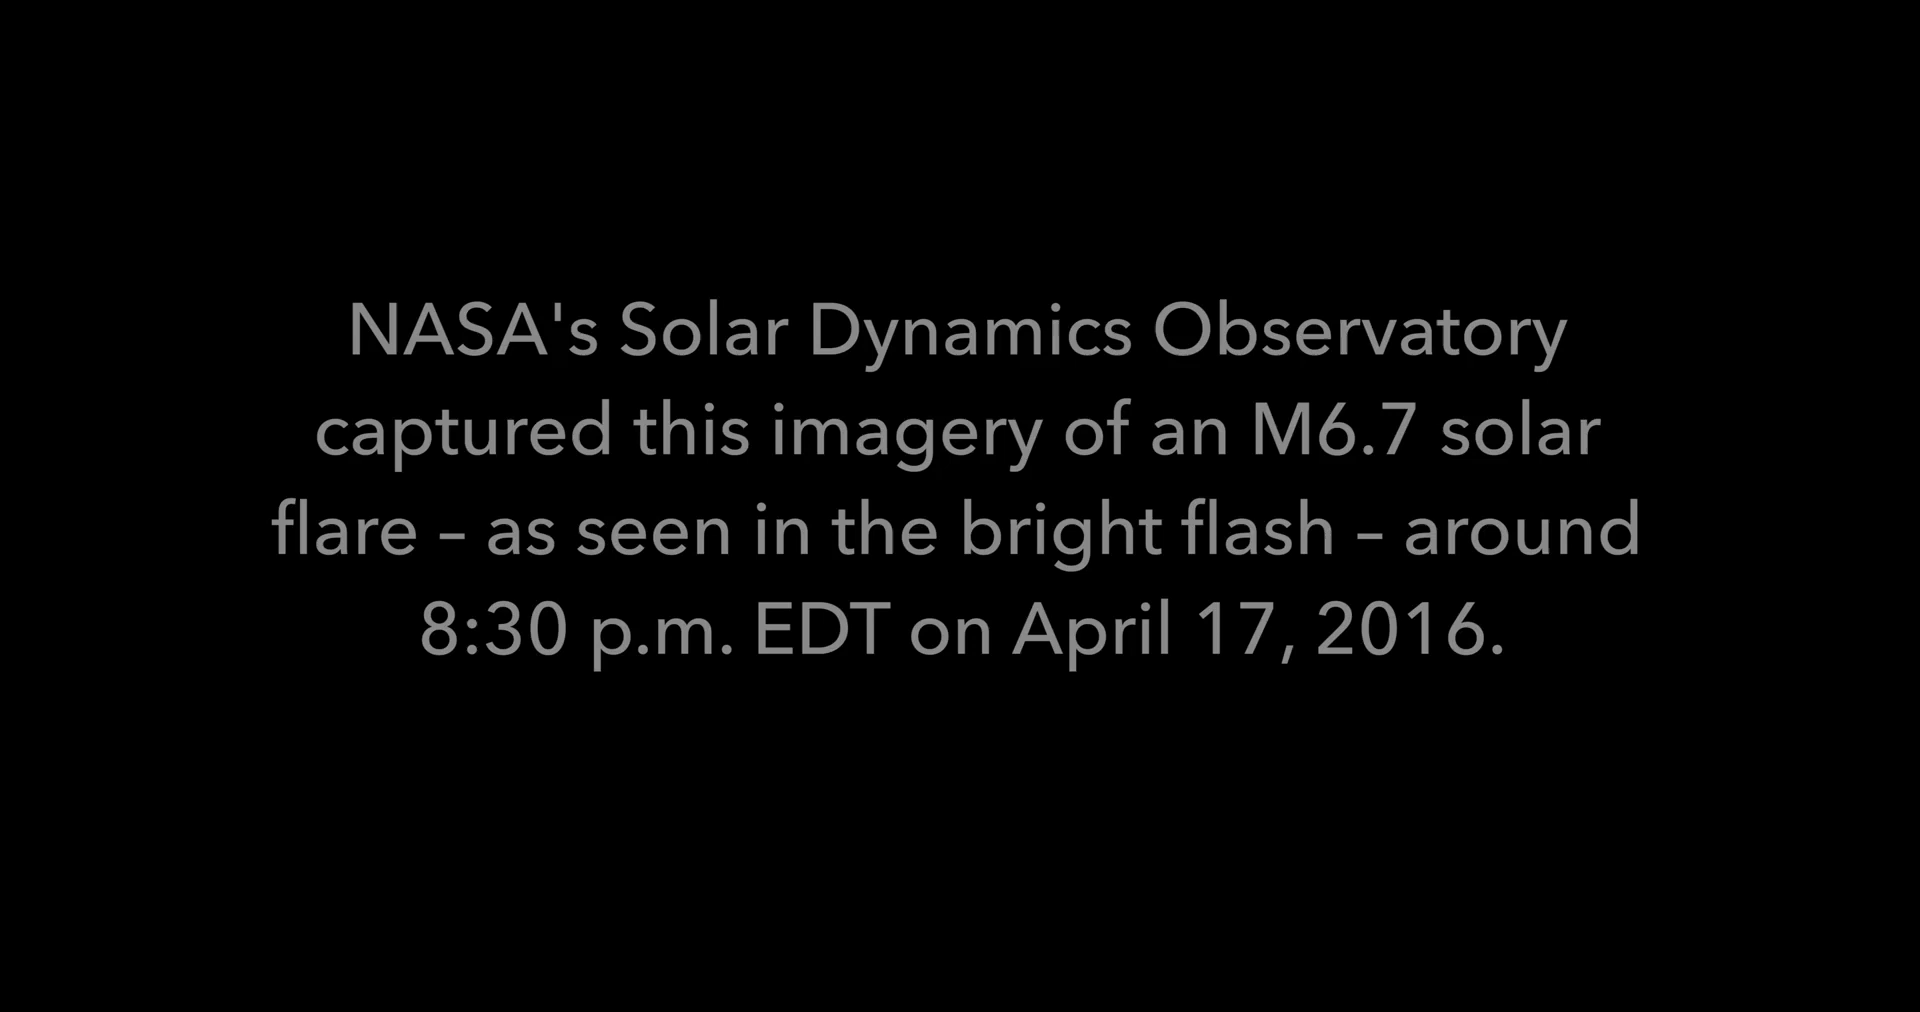 NASA's Solar Dynamics Observatory
captured this imagery of an M6.7 solar
flare – as seen in the bright flash – around
8:30 p.m. EDT on April 17, 2016.